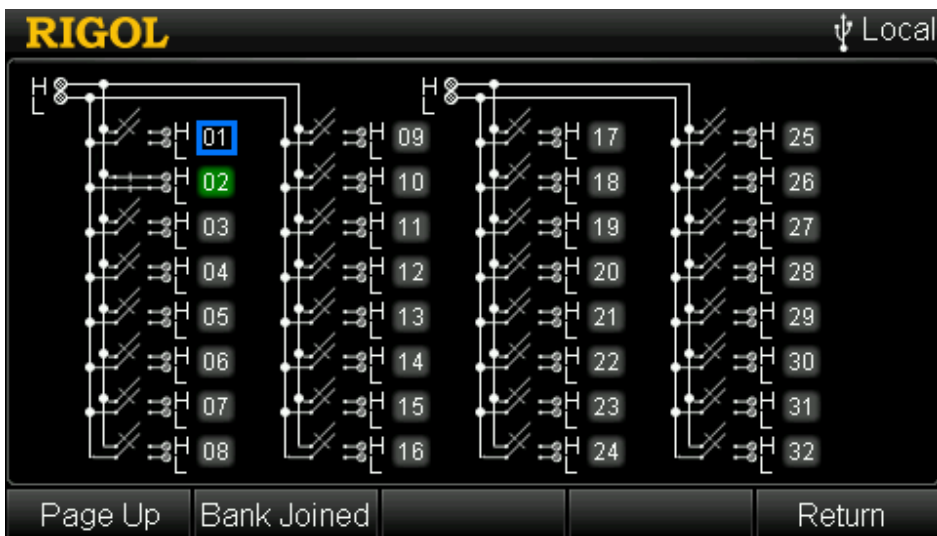 RIGOL Local
H H
L L
H 01 H 09 H 17 H 25
L L L L
H 02 H 10 H 18 H 26
L L L L
H 03 H 11 H 19 H 27
L L L L
H 04 H 12 H 20 H 28
L L L L
H 05 H 13 H 21 H 29
L L L L
H 06 H 14 H 22 H 30
L L L L
H 07 H 15 H 23 H 31
L L L L
H 08 H 16 H 24 H 32
L L L L
Page Up Bank Joined Return